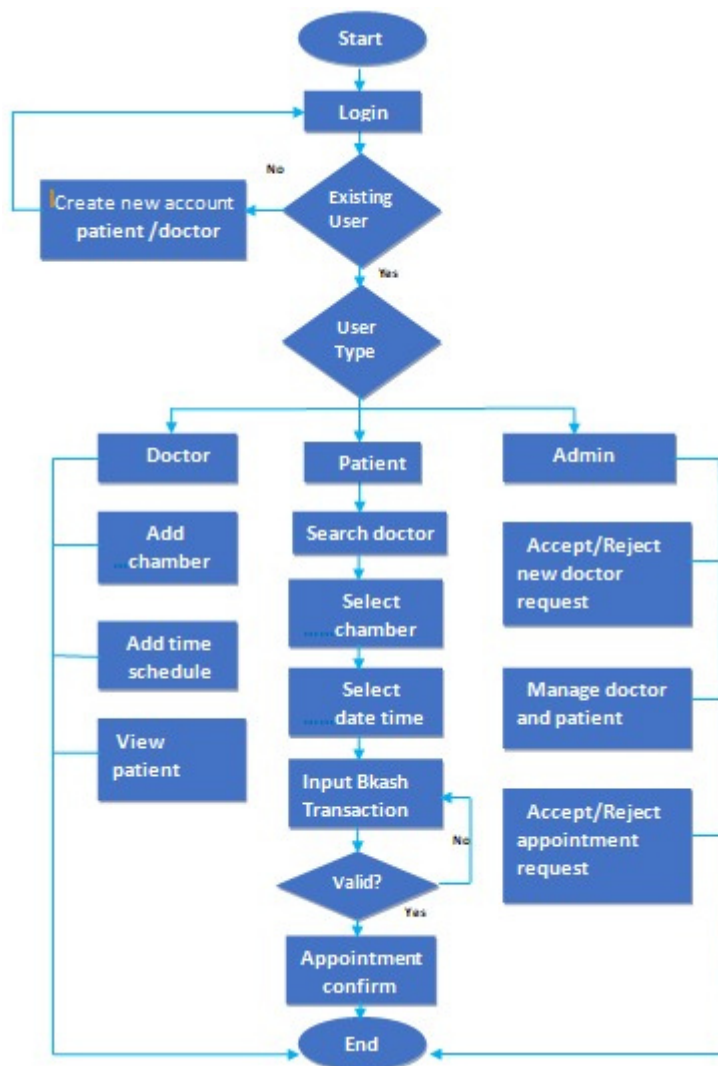 Start
Login
No
Existing
User
Create new account
patient /doctor
Yes
User
Type
Doctor
Patient
Admin
Add
...chamber
Search doctor
Accept/Reject
new doctor
request
Select
......chamber
Add time
schedule
Select
......date time
Manage doctor
and patient
View
patient
Input Bkash
Transaction
No
Accept/Reject
appointment
request
Valid?
Yes
Appointment
confirm
End